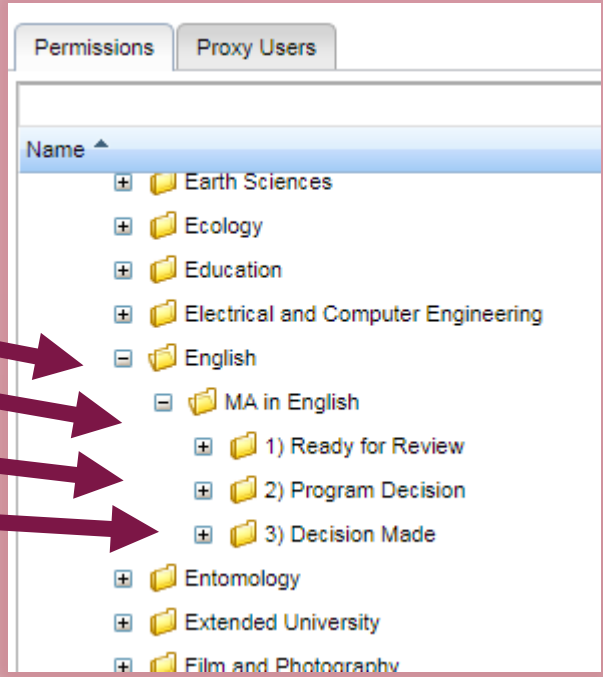 Permissions
Proxy Users
Name
Earth Sciences
Ecology
Education
Electrical and Computer Engineering
English
MA in English
1) Ready for Review
2) Program Decision
3) Decision Made
Entomology
Extended University
Film and Photography